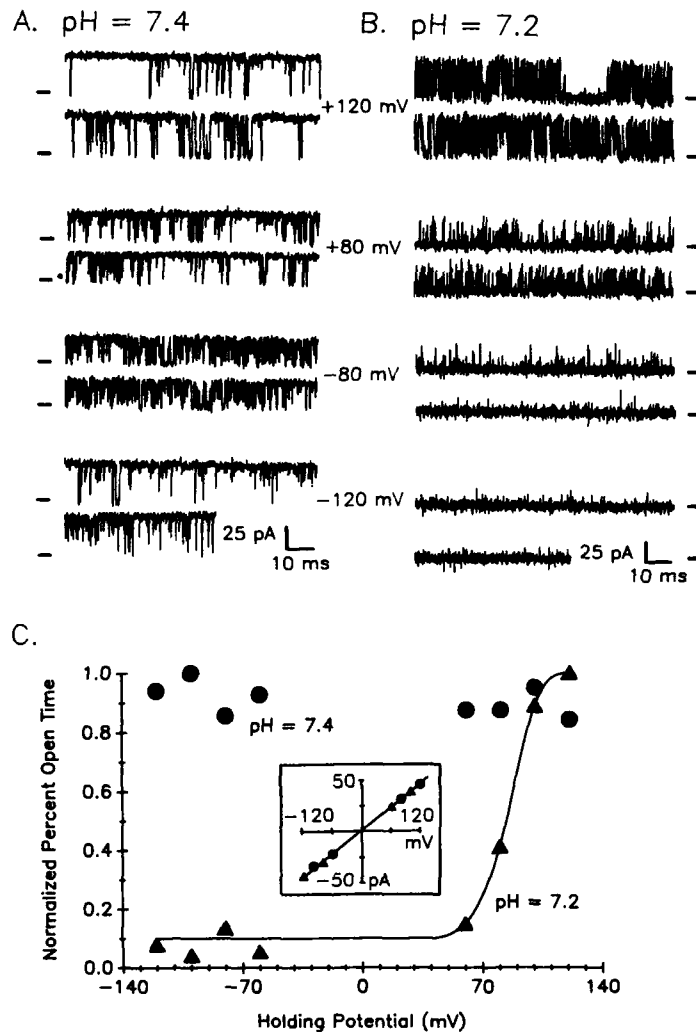 A. pH = 7.4
B. pH = 7.2
+120 mV
+80 mV
−80 mV
−120 mV
25 pA
10 ms
25 pA
10 ms
C.
Normalized Percent Open Time
1.0
0.8
0.6
0.4
0.2
0.0
pH = 7.4
50
−120
120
mV
−50
pA
pH = 7.2
−140
−70
0
70
140
Holding Potential (mV)